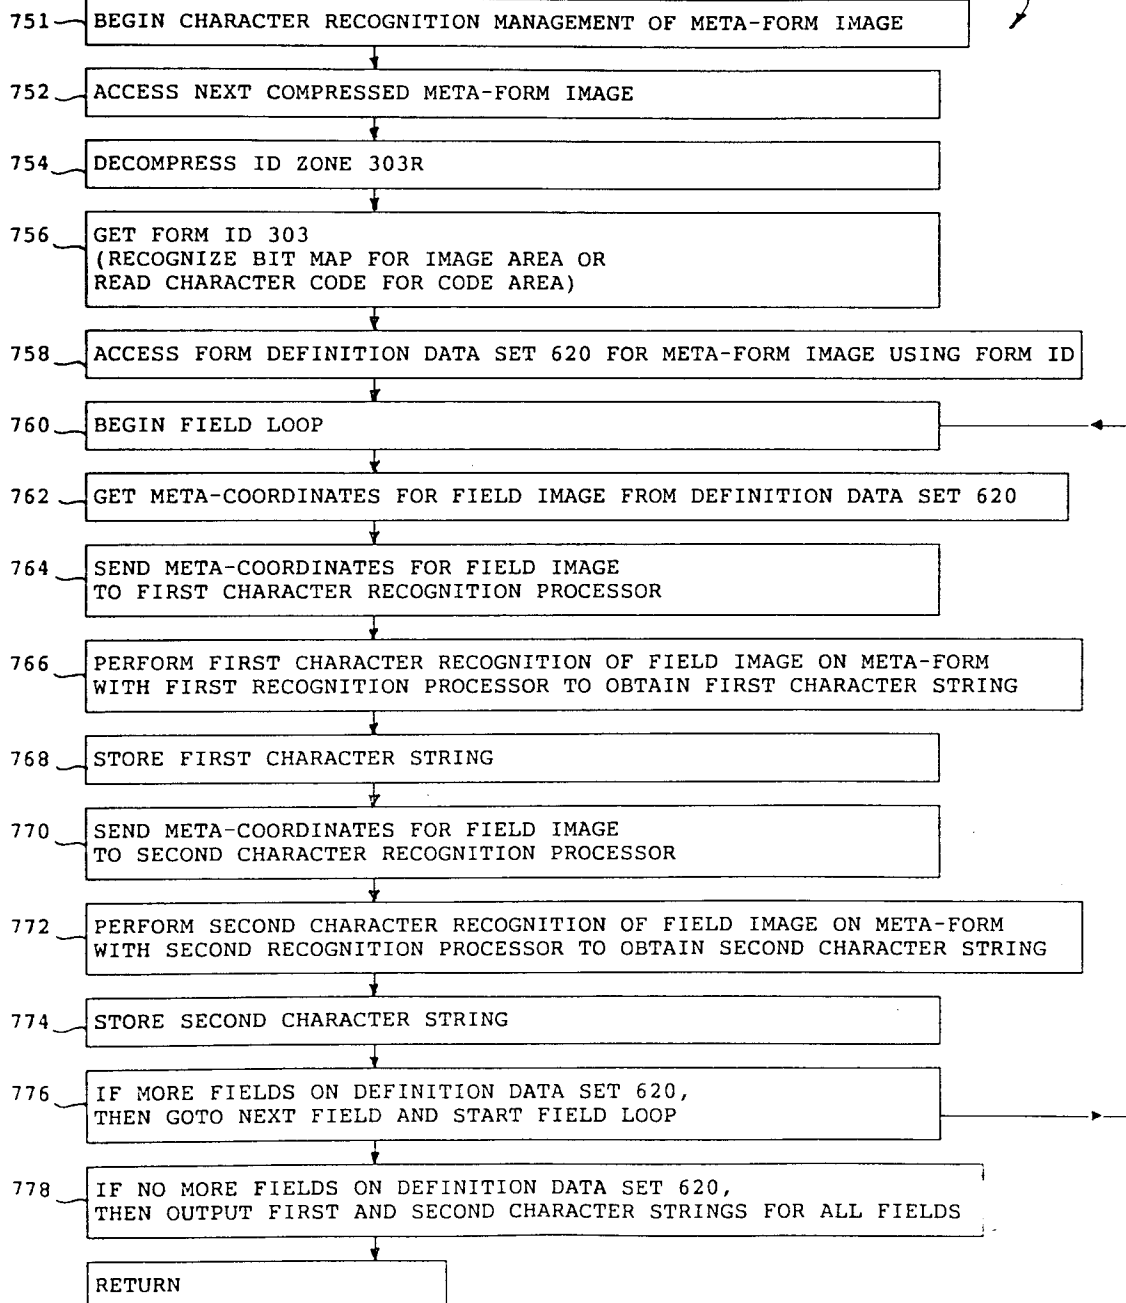 751 BEGIN CHARACTER RECOGNITION MANAGEMENT OF META-FORM IMAGE
752 ACCESS NEXT COMPRESSED META-FORM IMAGE
754 DECOMPRESS ID ZONE 303R
756 GET FORM ID 303
(RECOGNIZE BIT MAP FOR IMAGE AREA OR
READ CHARACTER CODE FOR CODE AREA)
758 ACCESS FORM DEFINITION DATA SET 620 FOR META-FORM IMAGE USING FORM ID
760 BEGIN FIELD LOOP
762 GET META-COORDINATES FOR FIELD IMAGE FROM DEFINITION DATA SET 620
764 SEND META-COORDINATES FOR FIELD IMAGE
TO FIRST CHARACTER RECOGNITION PROCESSOR
766 PERFORM FIRST CHARACTER RECOGNITION OF FIELD IMAGE ON META-FORM
WITH FIRST RECOGNITION PROCESSOR TO OBTAIN FIRST CHARACTER STRING
768 STORE FIRST CHARACTER STRING
770 SEND META-COORDINATES FOR FIELD IMAGE
TO SECOND CHARACTER RECOGNITION PROCESSOR
772 PERFORM SECOND CHARACTER RECOGNITION OF FIELD IMAGE ON META-FORM
WITH SECOND RECOGNITION PROCESSOR TO OBTAIN SECOND CHARACTER STRING
774 STORE SECOND CHARACTER STRING
776 IF MORE FIELDS ON DEFINITION DATA SET 620,
THEN GOTO NEXT FIELD AND START FIELD LOOP
778 IF NO MORE FIELDS ON DEFINITION DATA SET 620,
THEN OUTPUT FIRST AND SECOND CHARACTER STRINGS FOR ALL FIELDS
RETURN